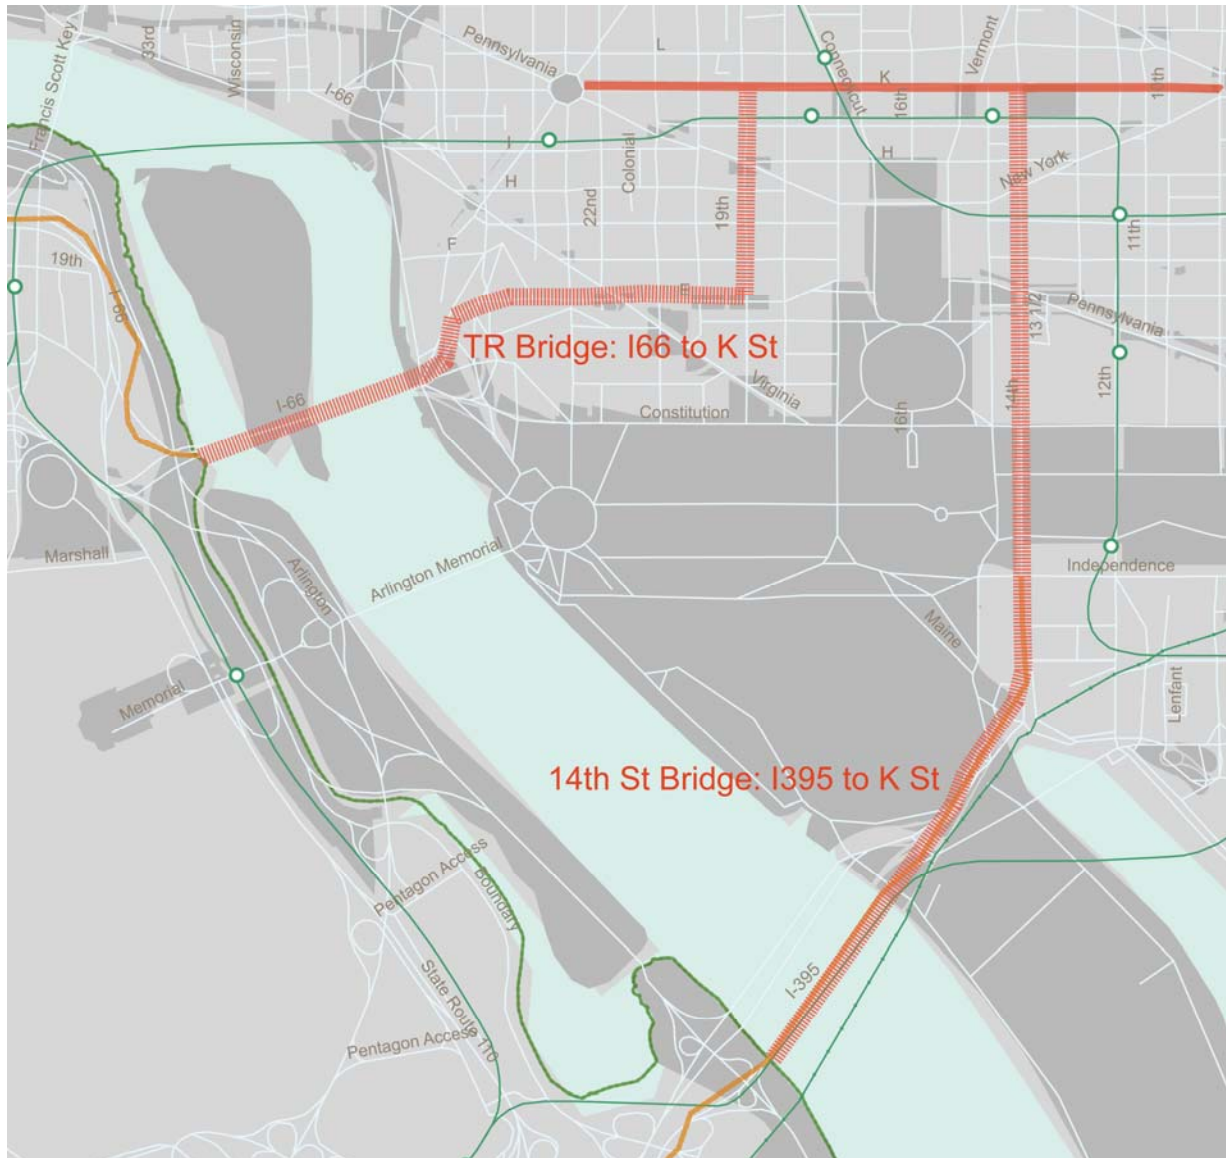 Francis Scott Key
33rd
Wisconsin
I-66
Pennsylvania
L
Connecticut
Vermont
K
16th
I
H
Colonial
22nd
19th
H
New York
11th
F
E
19th
I-66
13 1/2
Pennsylvania
TR Bridge: I66 to K St
I-66
Virginia
Constitution
16th
14th
12th
Marshall
Arlington
Arlington Memorial
Independence
Maine
Memorial
Lenfant
14th St Bridge: I395 to K St
Pentagon Access
Boundary
I-395
State Route 110
Pentagon Access